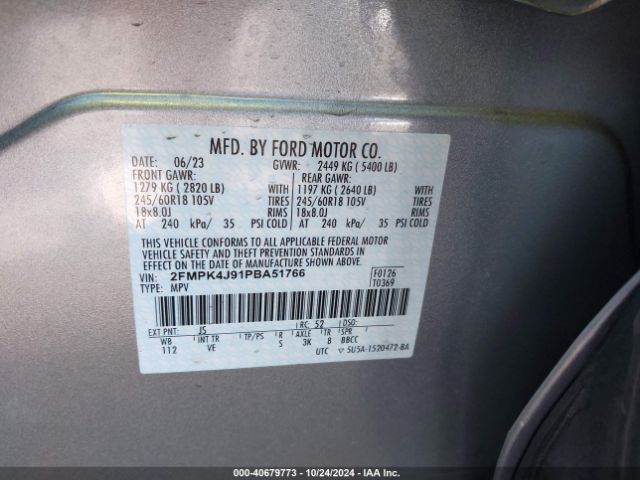 MFD. BY FORD MOTOR CO.
DATE: 06/23 GVWR: 2449 KG ( 5400 LB)
FRONT GAWR: REAR GAWR:
1279 KG ( 2820 LB) WITH 1197 KG ( 2640 LB) WITH
245/60R18 105V TIRES 245/60R18 105V TIRES
18x8.0J RIMS 18x8.0J RIMS
AT 240 kPa/ 35 PSI COLD AT 240 kPa/ 35 PSI COLD
THIS VEHICLE CONFORMS TO ALL APPLICABLE FEDERAL MOTOR
VEHICLE SAFETY AND THEFT PREVENTION STANDARDS IN
EFFECT ON THE DATE OF MANUFACTURE SHOWN ABOVE.
VIN: 2FMPK4J91PBA51766 F0126
TYPE: MPV T0369
EXT PNT: JS RC: 52 DSO:
WB INT TR TP/PS R AXLE TR SPR
112 VE S 3K 8 BBCC
UTC ▽ 5U5A-1520472-BA
000-40679773 | 10/24/2024 | IAA Inc.